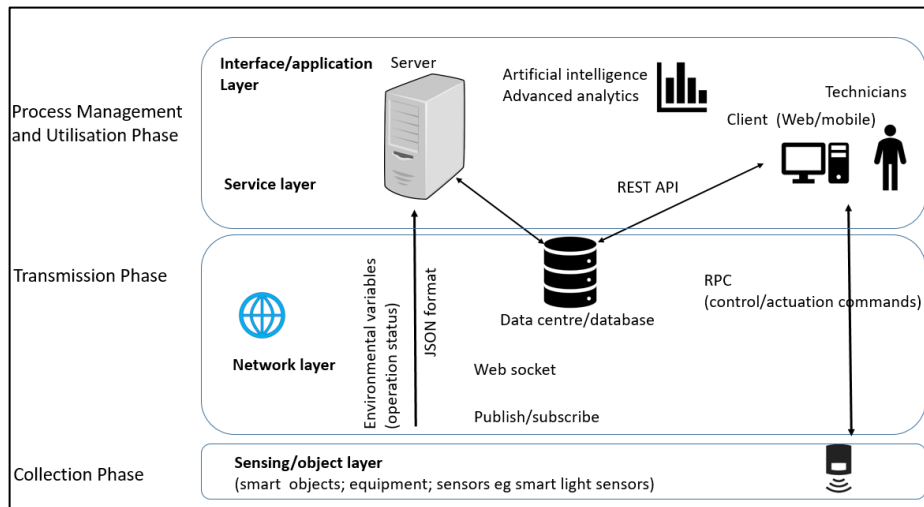 Interface/application
Layer
Server
Artificial intelligence
Advanced analytics
Technicians
Client (Web/mobile)
Process Management
and Utilisation Phase
Service layer
REST API
Transmission Phase
Environmental variables
(operation status)
JSON format
Data centre/database
RPC
(control/actuation commands)
Network layer
Web socket
Publish/subscribe
Collection Phase
Sensing/object layer
(smart objects; equipment; sensors eg smart light sensors)